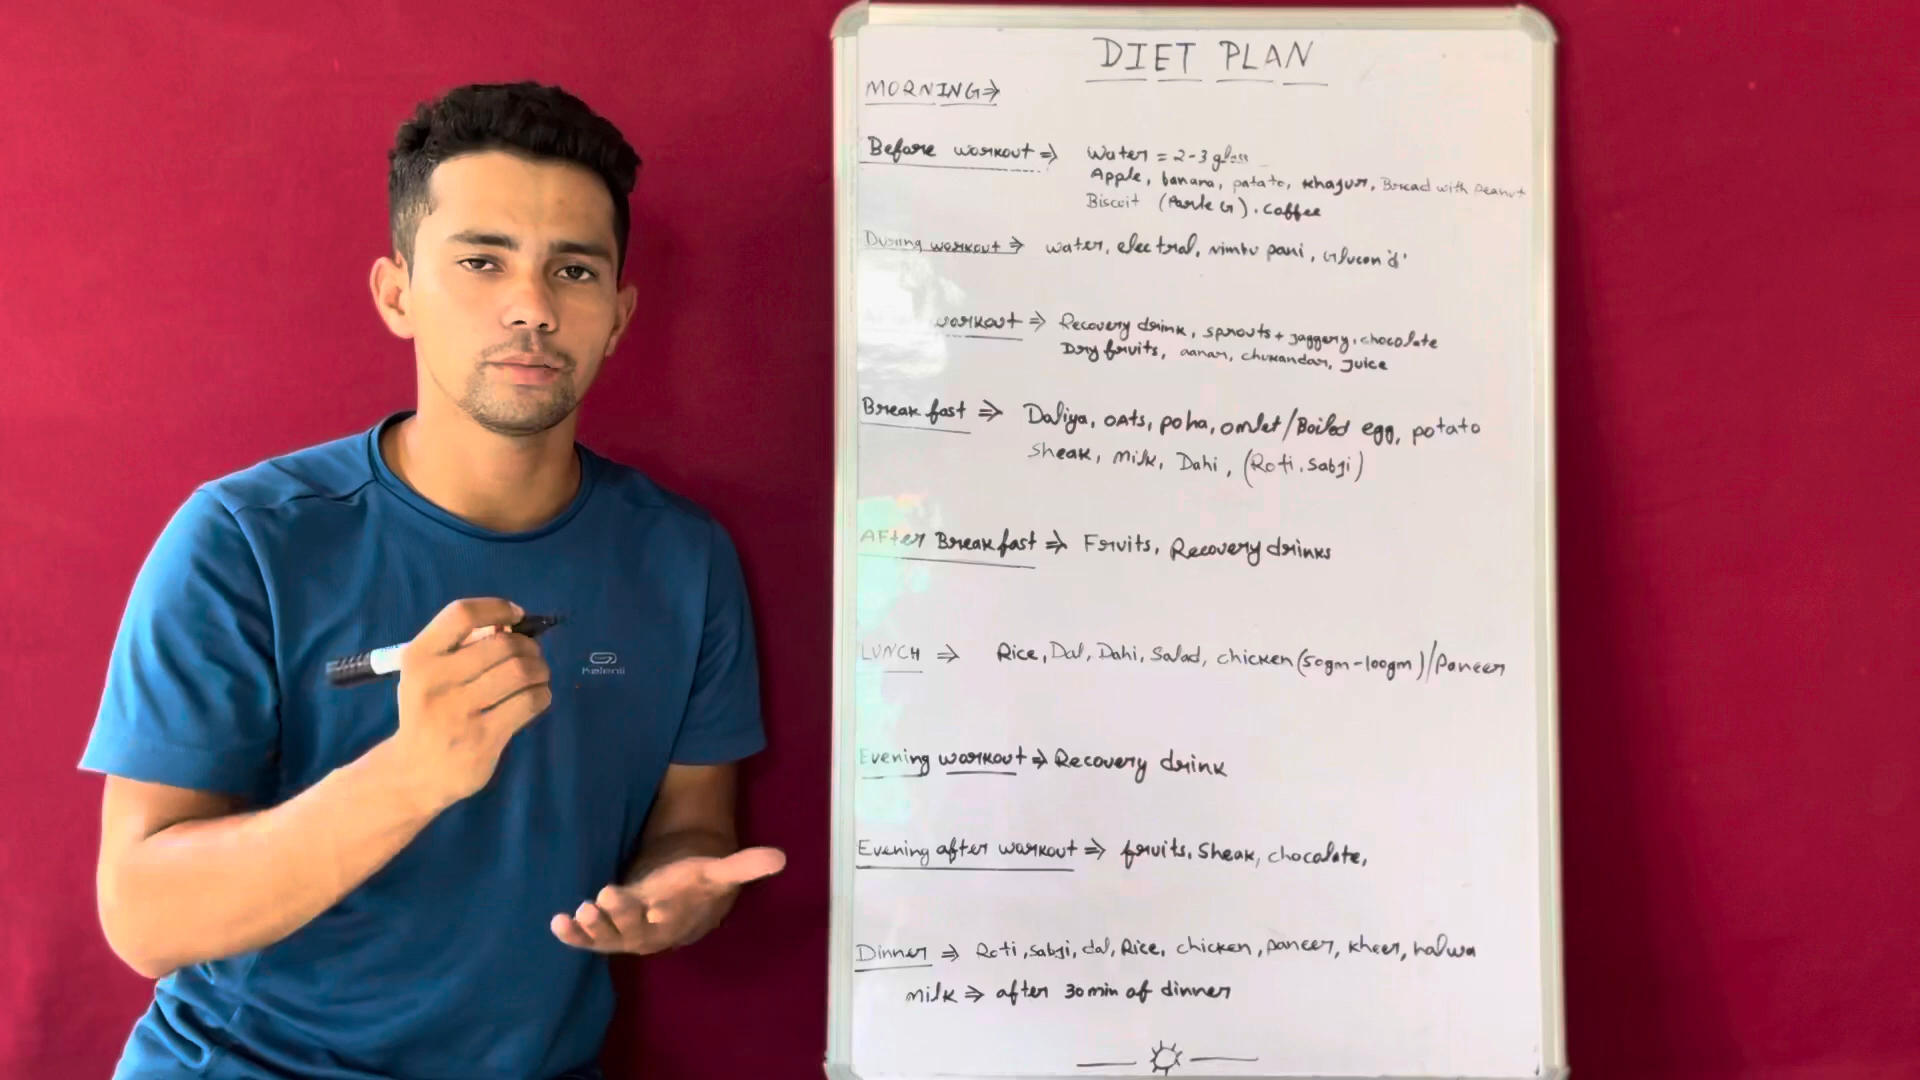 DIET PLAN
MORNING⇒
Before workout ⇒ Water = 2-3 glass
Apple, banana, patato, khajur, Bread with Peanut
Biscuit (Parle G). Coffee
During workout ⇒ water, electral, nimbu pani, Glucon 'd'
workout ⇒ Recovery drink, sprouts + jaggery, chocolate
Dry fruits, aanar, chukandar, Juice
Breakfast ⇒ Daliya, OAts, poha, omlet/Boiled egg, potato
Sheak, Milk, Dahi, (Roti, Sabji)
AFter Breakfast ⇒ Fruits, Recovery drinks
LUNCH ⇒ Rice, Dal, Dahi, Salad, chicken (50gm-100gm)/Paneer
Evening workout ⇒ Recovery drink
Evening after workout ⇒ fruits, Sheak, chocalate,
Dinner ⇒ Roti, sabji, dal, Rice, chicken, paneer, kheer, halwa
milk ⇒ after 30 min of dinner
Kalenji